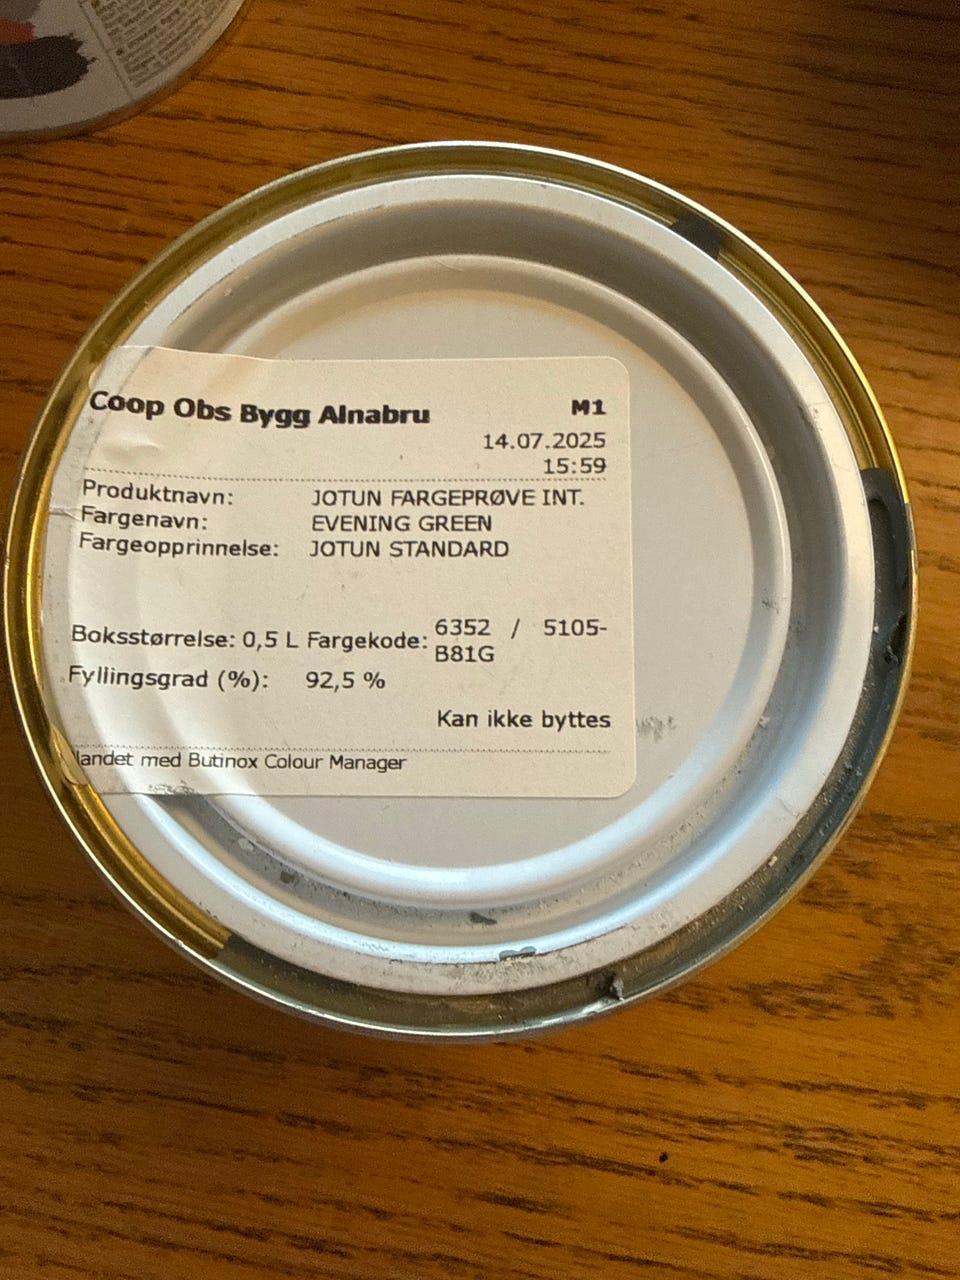 Coop Obs Bygg Alnabru M1
14.07.2025
15:59
Produktnavn: JOTUN FARGEPRØVE INT.
Fargenavn: EVENING GREEN
Fargeopprinnelse: JOTUN STANDARD
Boksstørrelse: 0,5 L Fargekode: 6352 / 5105-
B81G
Fyllingsgrad (%): 92,5 %
Kan ikke byttes
landet med Butinox Colour Manager